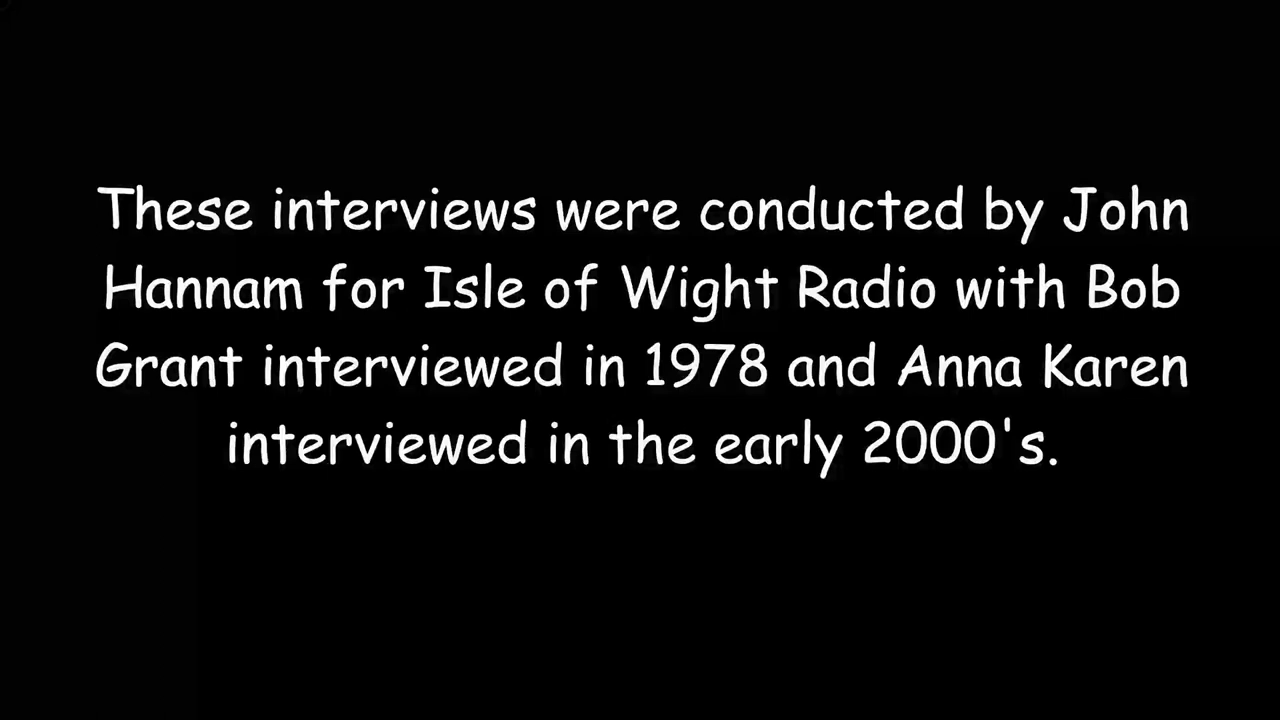 These interviews were conducted by John
Hannam for Isle of Wight Radio with Bob
Grant interviewed in 1978 and Anna Karen
interviewed in the early 2000's.